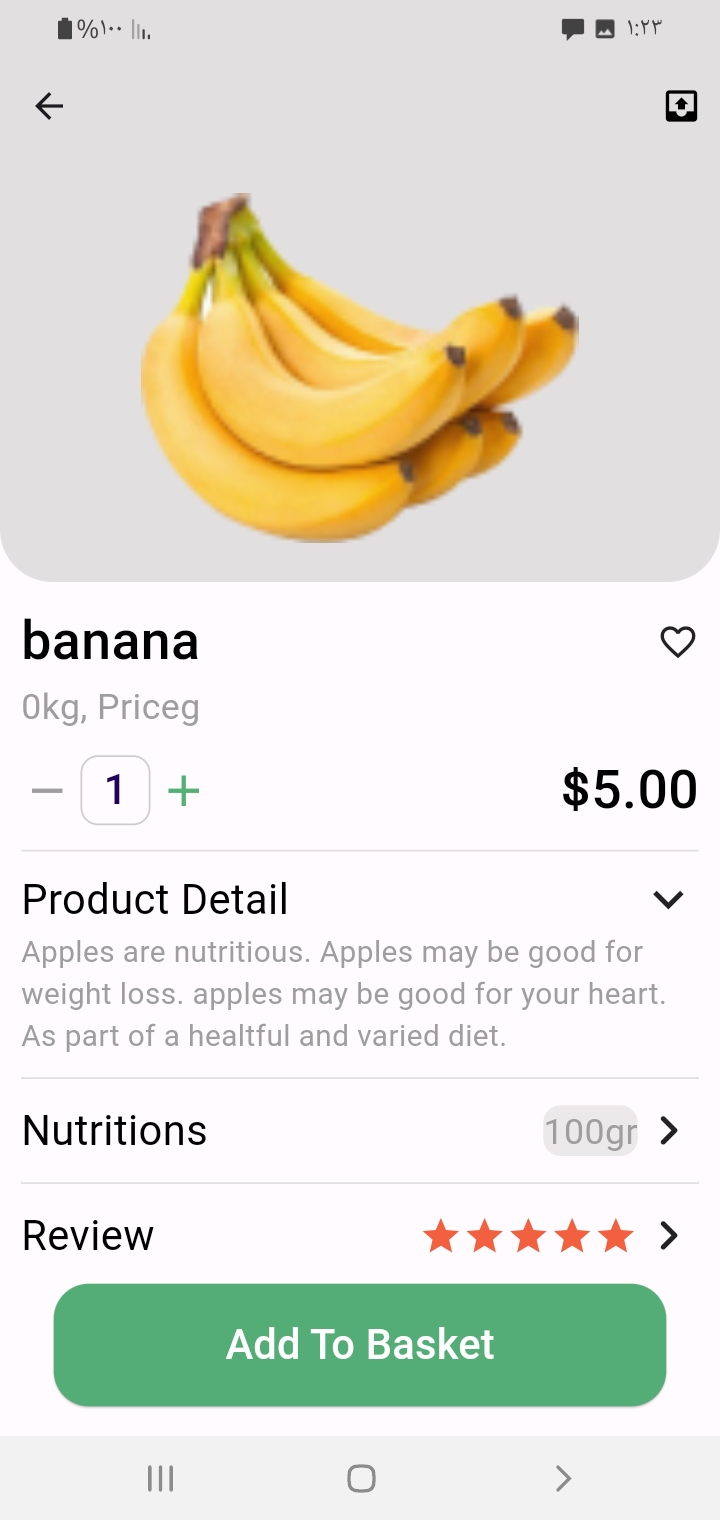 %١٠٠
١:٢٣
banana
0kg, Priceg
1
$5.00
Product Detail
Apples are nutritious. Apples may be good for
weight loss. apples may be good for your heart.
As part of a healtful and varied diet.
Nutritions
100gr
Review
Add To Basket